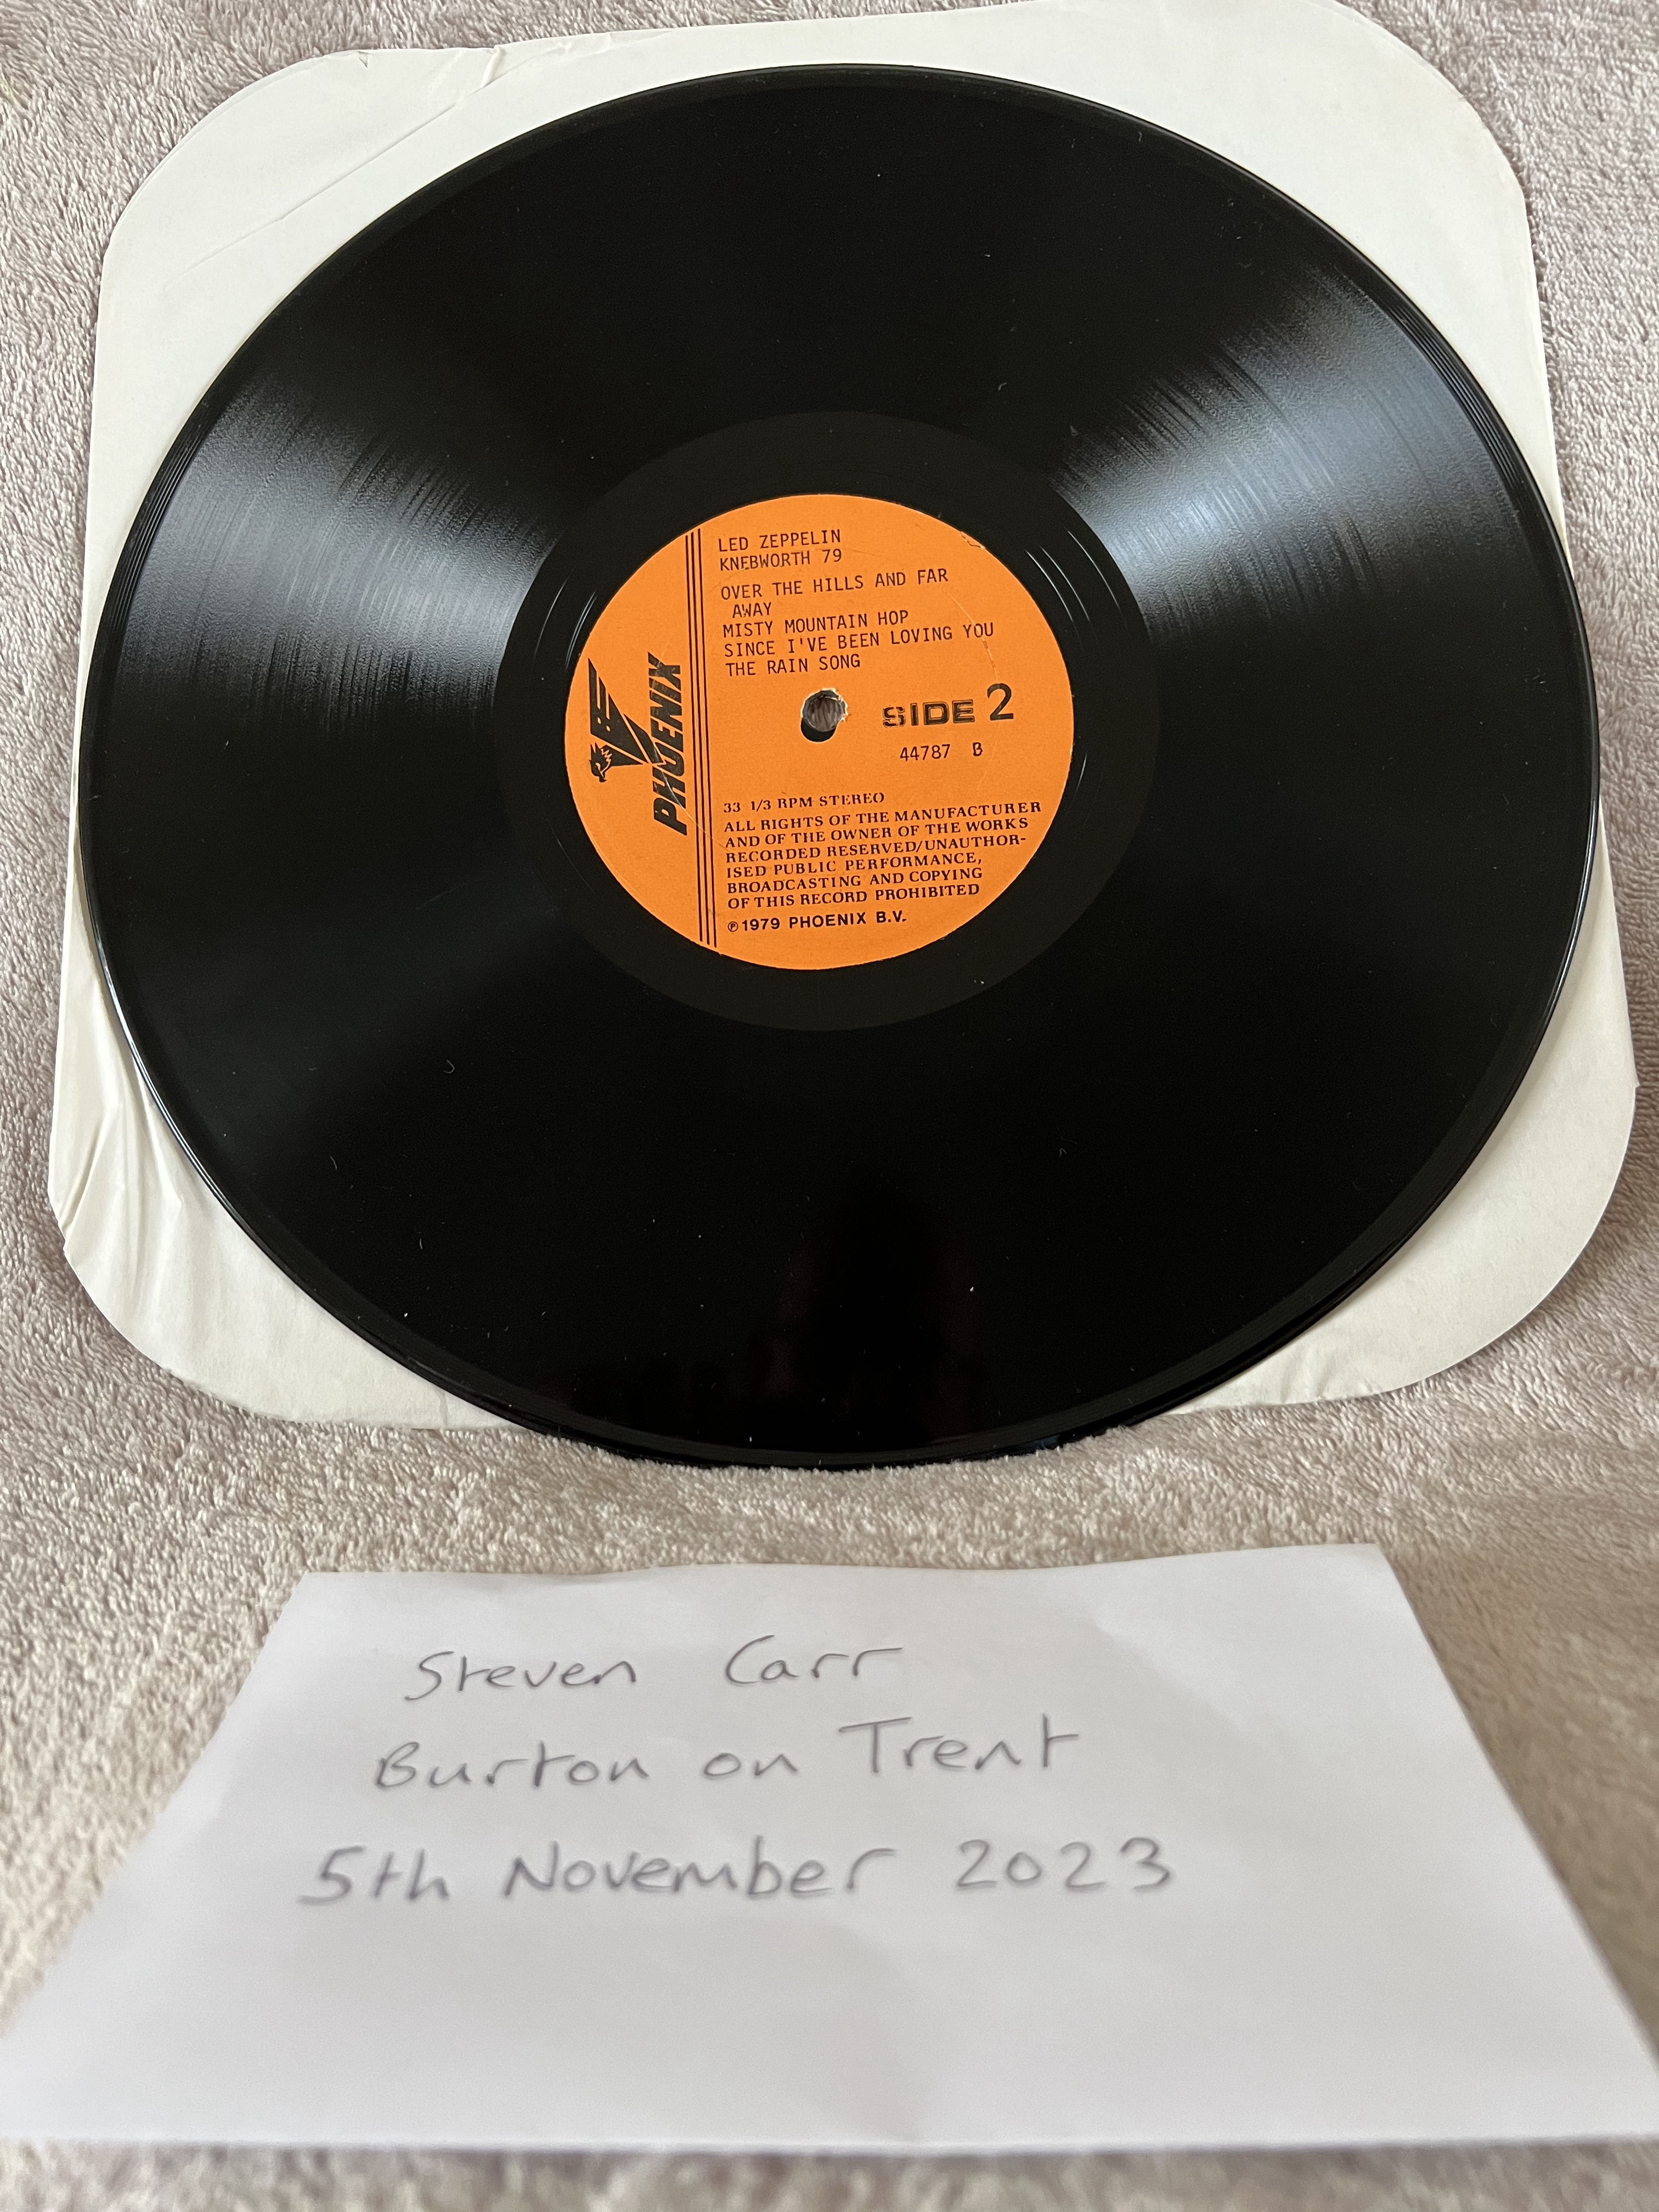 LED ZEPPELIN
KNEBWORTH 79
OVER THE HILLS AND FAR
AWAY
MISTY MOUNTAIN HOP
SINCE I'VE BEEN LOVING YOU
THE RAIN SONG
SIDE 2
44787 B
PHOENIX
33 1/3 RPM STEREO
ALL RIGHTS OF THE MANUFACTURER
AND OF THE OWNER OF THE WORKS
RECORDED RESERVED/UNAUTHOR-
ISED PUBLIC PERFORMANCE,
BROADCASTING AND COPYING
OF THIS RECORD PROHIBITED
℗1979 PHOENIX B.V.
Steven Carr
Burton on Trent
5th November 2023